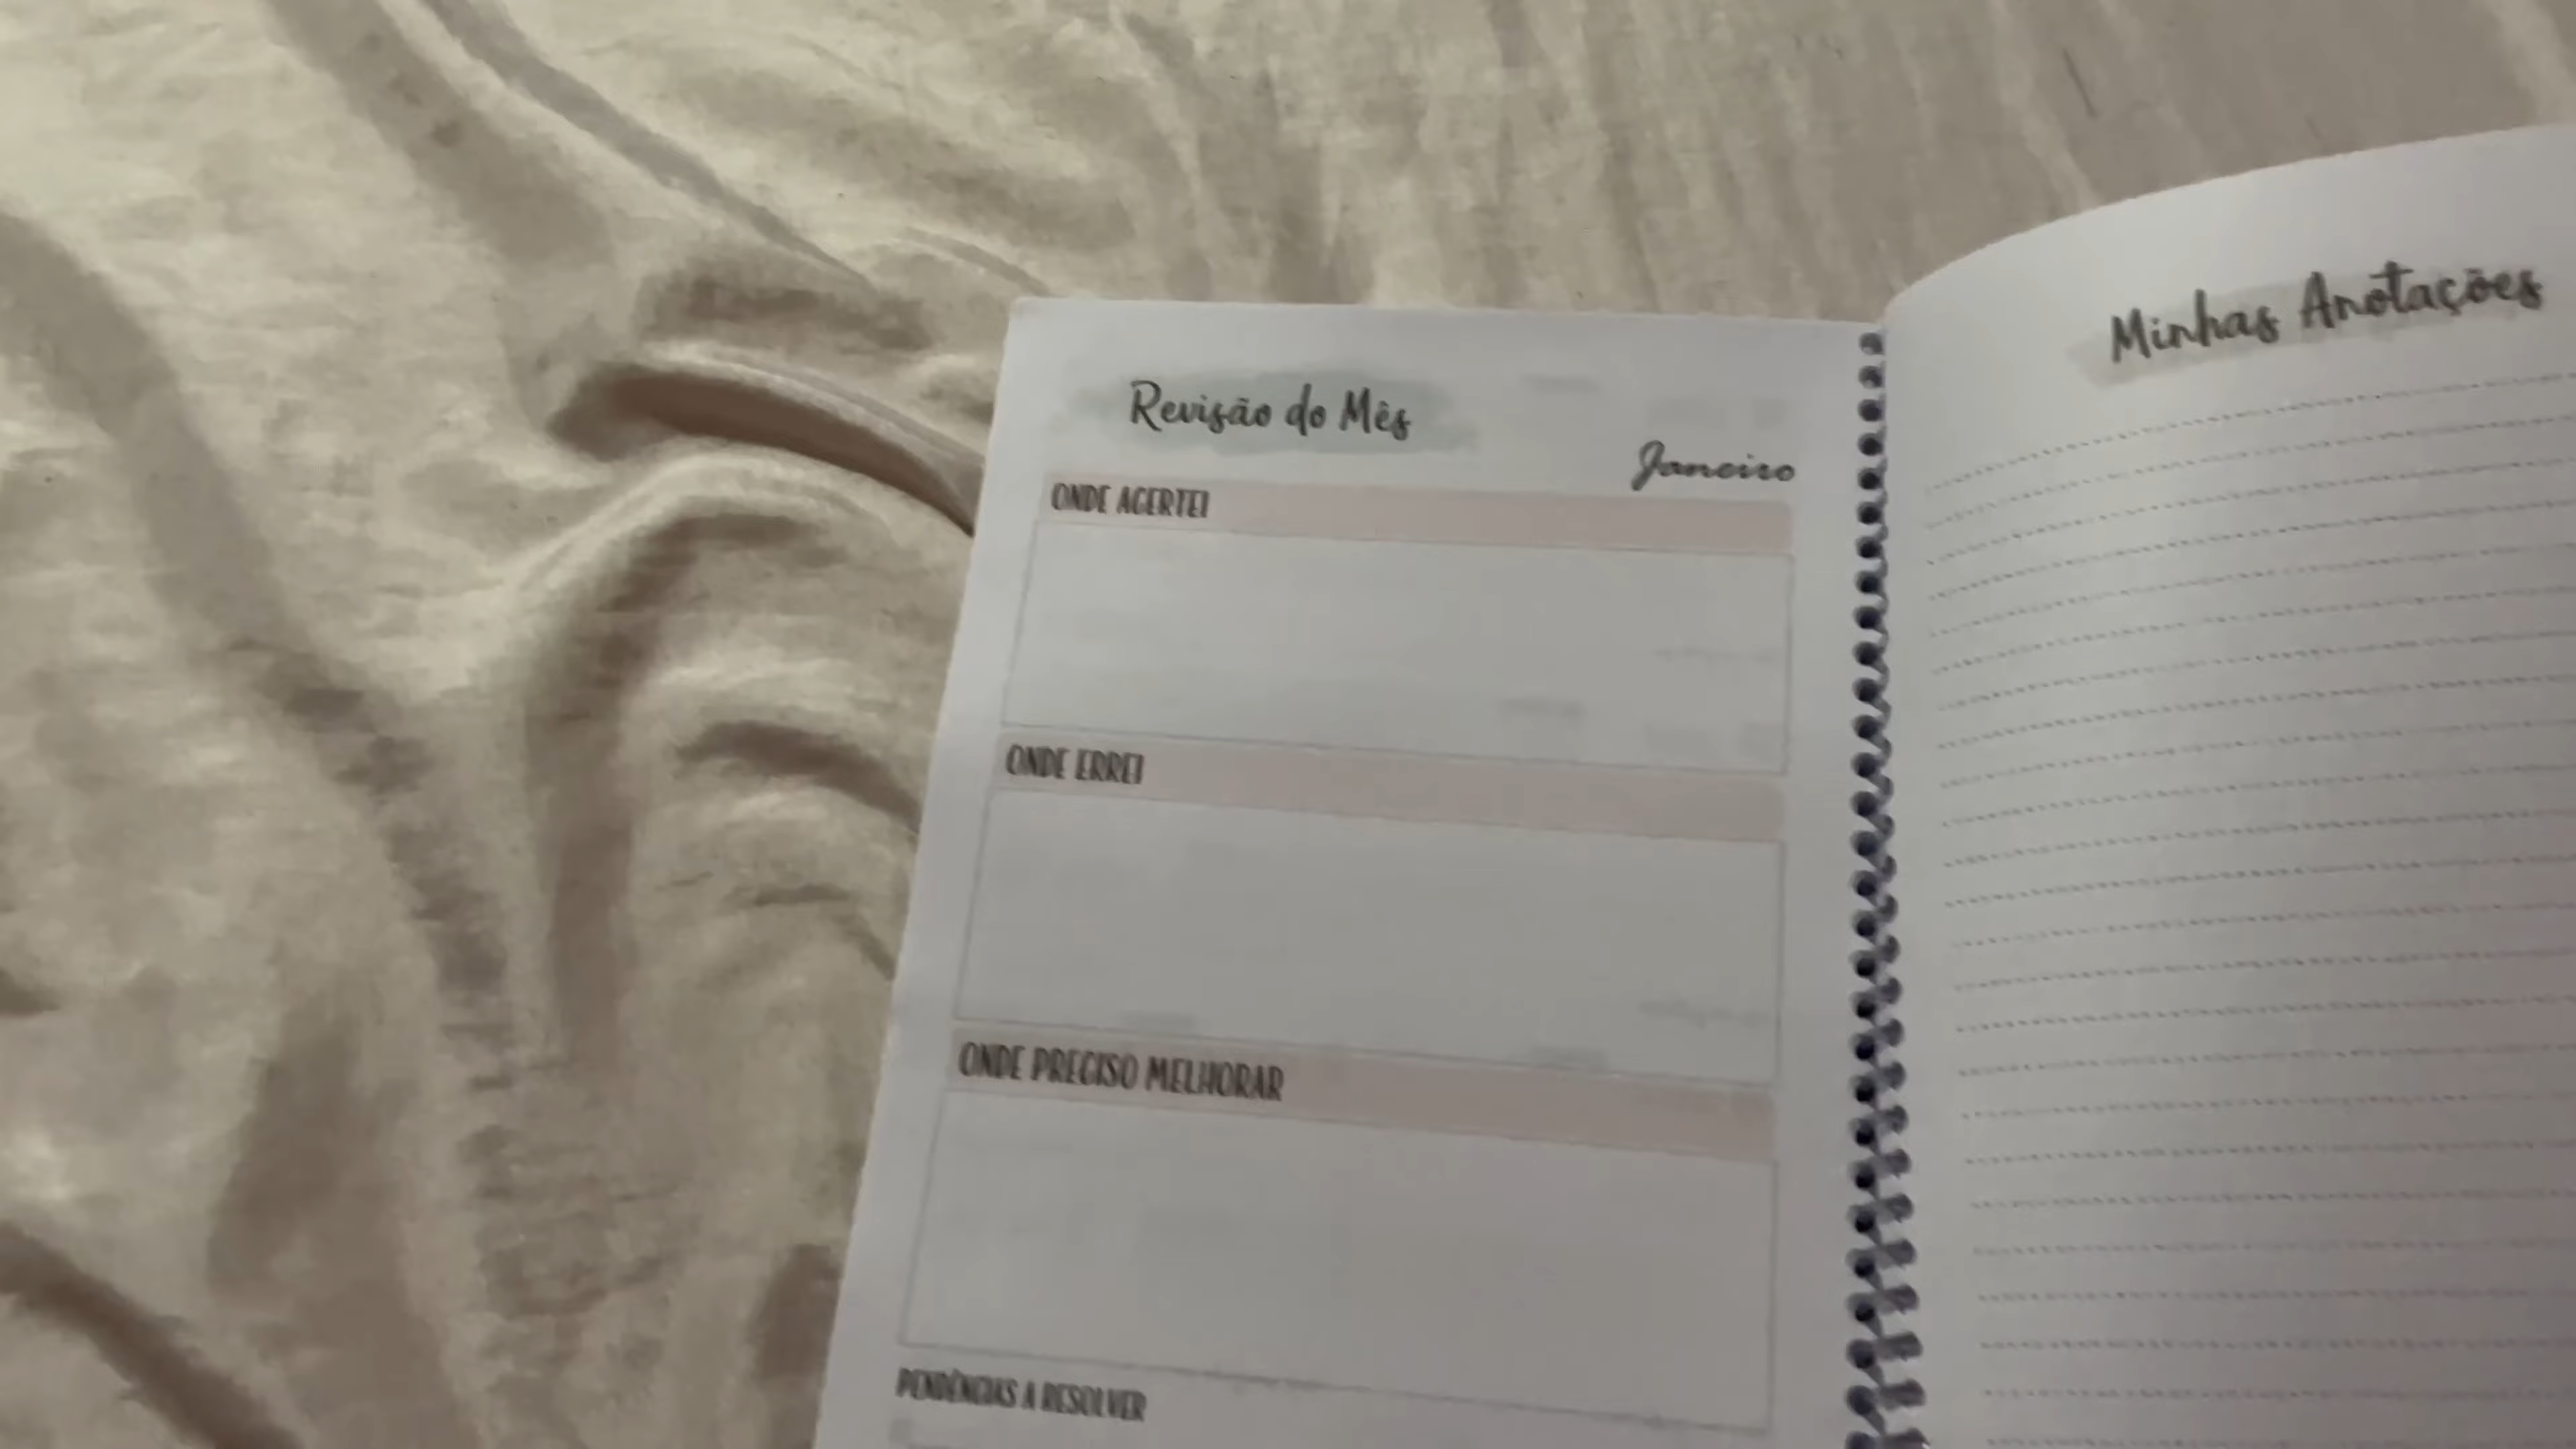 Revisão do Mês
Janeiro
ONDE ACERTEI
ONDE ERREI
ONDE PRECISO MELHORAR
PENDÊNCIAS A RESOLVER
Minhas Anotações